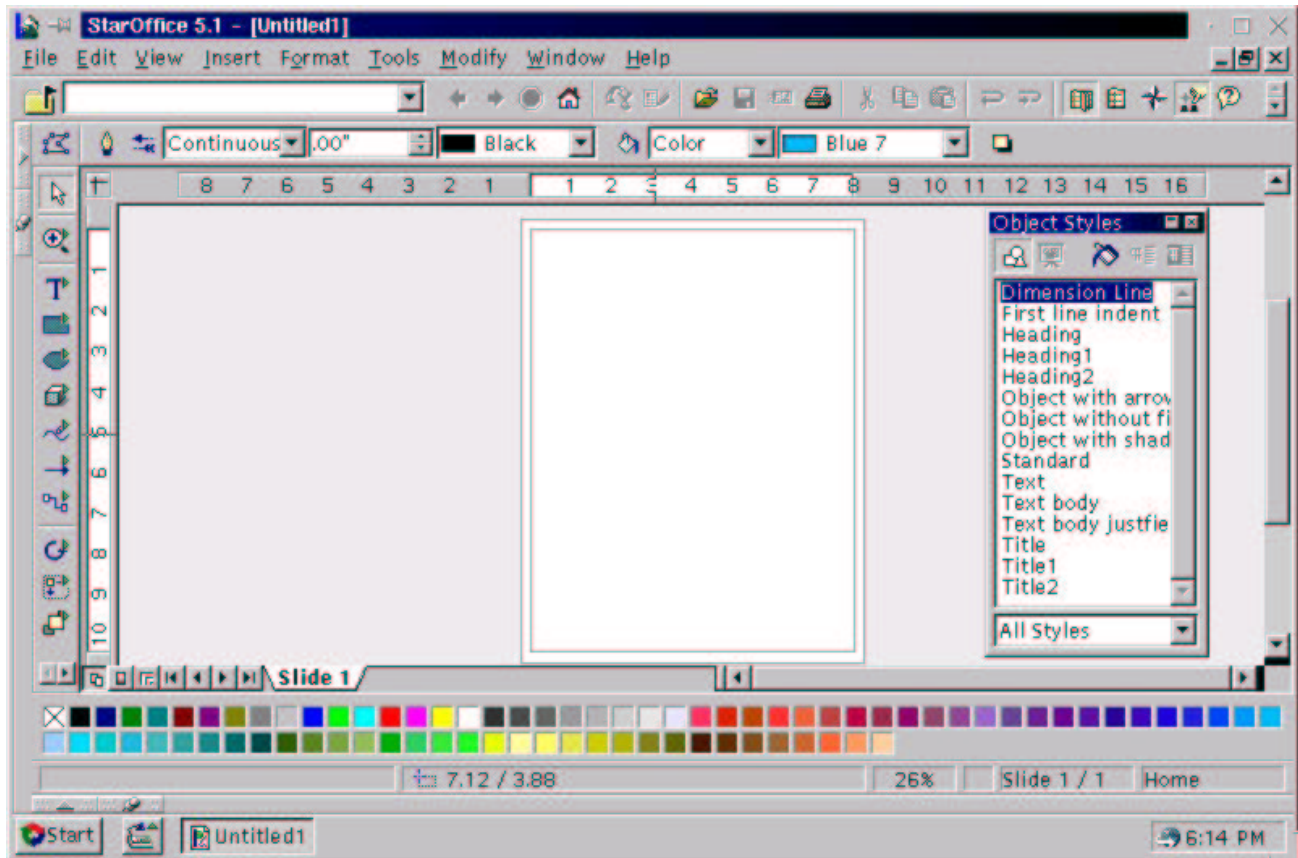 StarOffice 5.1 - [Untitled1]
File Edit View Insert Format Tools Modify Window Help
Continuous .00" Black Color Blue 7
8 7 6 5 4 3 2 1 1 2 3 4 5 6 7 8 9 10 11 12 13 14 15 16
Object Styles
Dimension Line
First line indent
Heading
Heading1
Heading2
Object with arrow
Object without fi
Object with shad
Standard
Text
Text body
Text body justfie
Title
Title1
Title2
All Styles
1
2
3
4
5
6
7
8
9
10
Slide 1
7.12 / 3.88 26% Slide 1 / 1 Home
Start Untitled1 6:14 PM